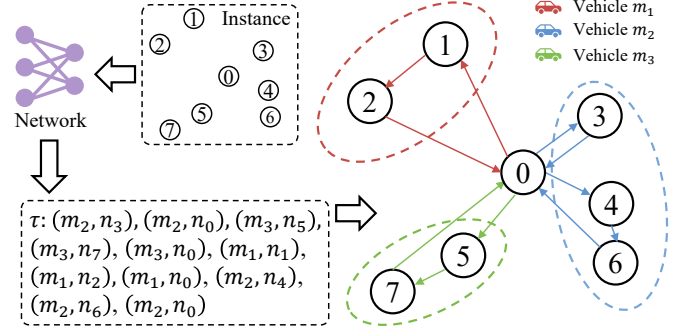 Instance
1
2
3
0
4
5
6
7
Network
τ: (m₂, n₃), (m₂, n₀), (m₃, n₅),
(m₃, n₇), (m₃, n₀), (m₁, n₁),
(m₁, n₂), (m₁, n₀), (m₂, n₄),
(m₂, n₆), (m₂, n₀)
Vehicle m₁
Vehicle m₂
Vehicle m₃
1
2
3
0
4
5
6
7